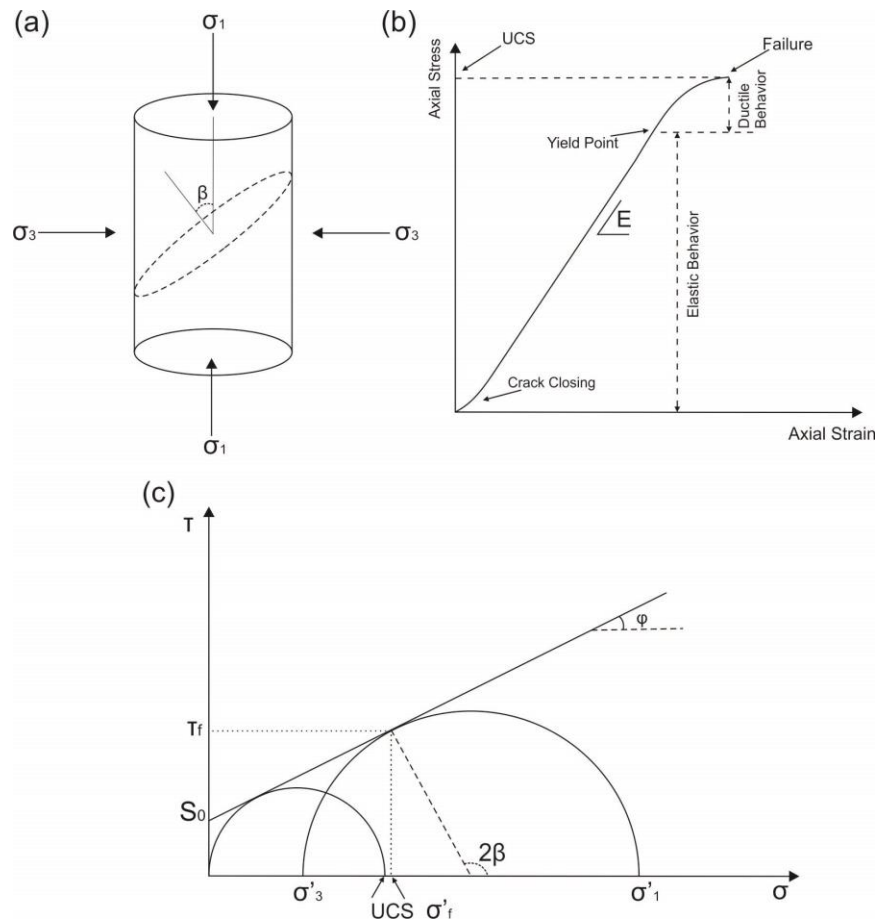 (a)
σ1
β
σ3
σ3
σ1
(b)
Axial Stress
UCS
Failure
Ductile
Behavior
Yield Point
E
Elastic Behavior
Crack Closing
Axial Strain
(c)
τ
φ
τf
S0
2β
σ'3
UCS
σ'f
σ'1
σ